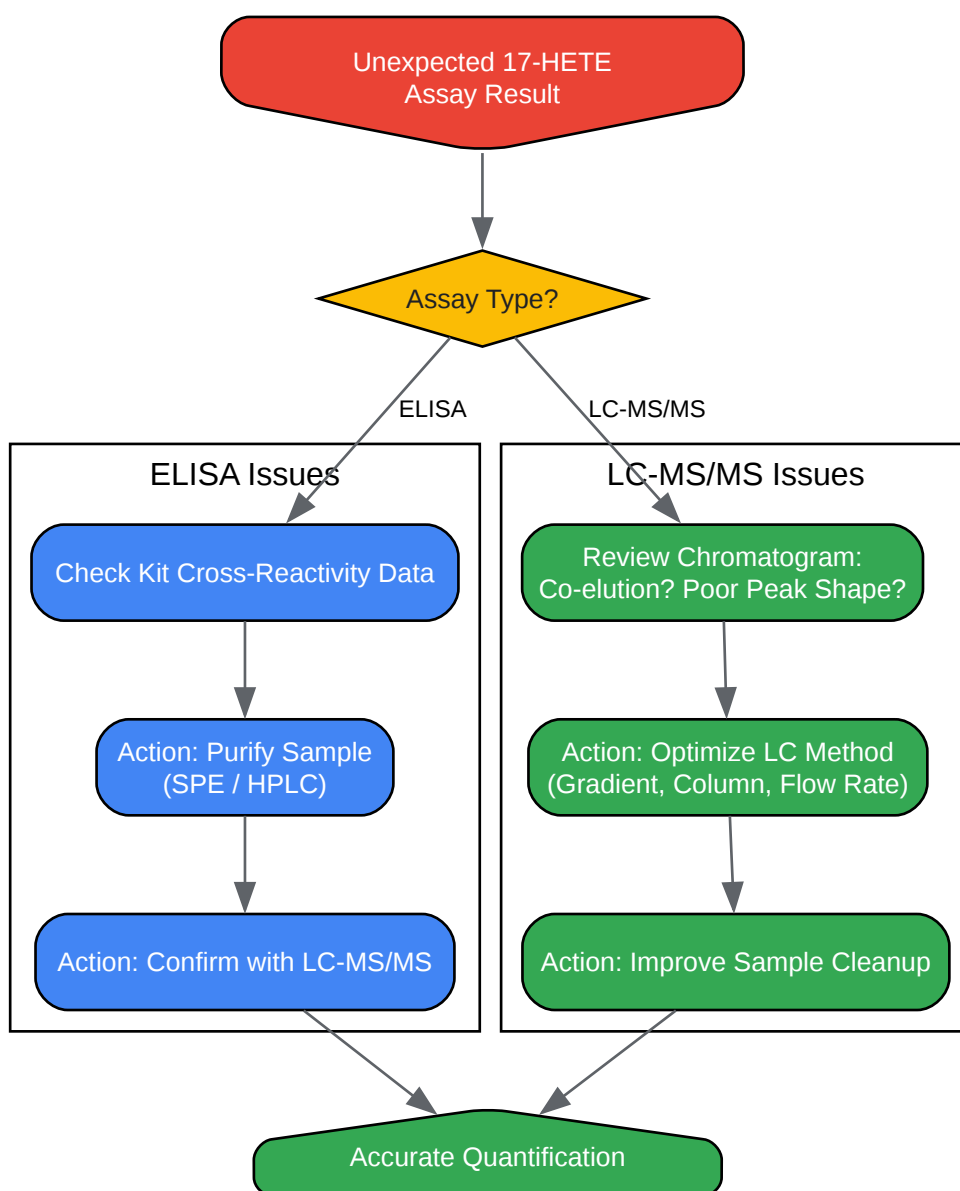 Unexpected 17-HETE
Assay Result
Assay Type?
ELISA
LC-MS/MS
ELISA Issues
Check Kit Cross-Reactivity Data
Action: Purify Sample
(SPE / HPLC)
Action: Confirm with LC-MS/MS
LC-MS/MS Issues
Review Chromatogram:
Co-elution? Poor Peak Shape?
Action: Optimize LC Method
(Gradient, Column, Flow Rate)
Action: Improve Sample Cleanup
Accurate Quantification